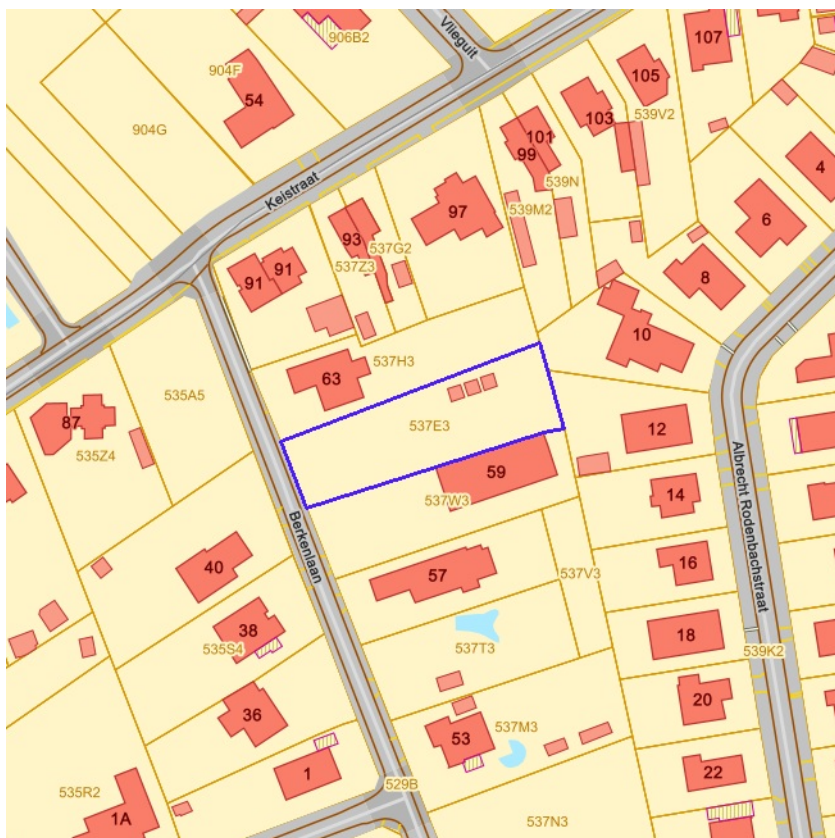 Vlieguit
906B2
107
904F
105
54
103
539V2
904G
101
99
4
Keistraat
539N
97
539M2
6
93
537G2
537Z3
91
91
8
10
537H3
63
535A5
87
537E3
12
535Z4
59
14
537W3
Berkenlaan
Albrecht Rodenbachstraat
40
57
537V3
16
38
18
535S4
537T3
539K2
36
20
53
537M3
1
22
529B
535R2
1A
537N3